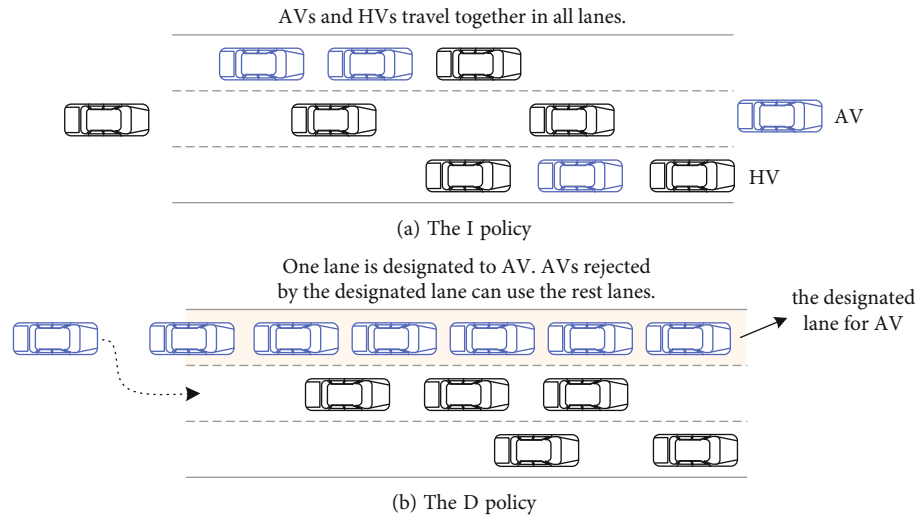 AVs and HVs travel together in all lanes.
AV
HV
(a) The I policy
One lane is designated to AV. AVs rejected
by the designated lane can use the rest lanes.
the designated
lane for AV
(b) The D policy